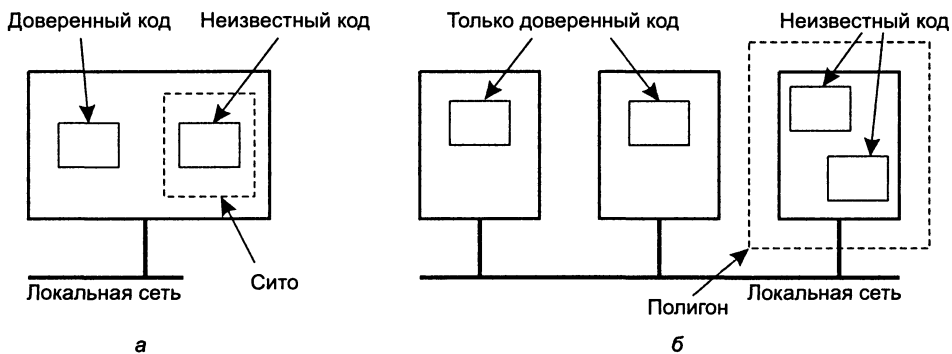 Доверенный код
Неизвестный код
Сито
Локальная сеть
а
Только доверенный код
Неизвестный код
Полигон
Локальная сеть
б